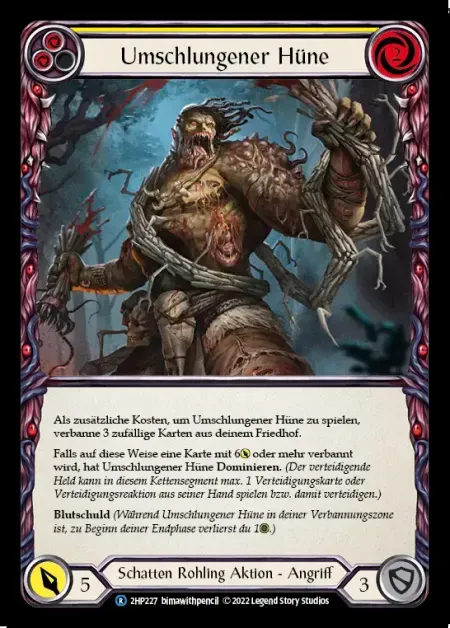 Umschlungener Hüne
2
Als zusätzliche Kosten, um Umschlungener Hüne zu spielen,
verbanne 3 zufällige Karten aus deinem Friedhof.
Falls auf diese Weise eine Karte mit 6 oder mehr verbannt
wird, hat Umschlungener Hüne Dominieren. (Der verteidigende
Held kann in diesem Kettensegment max. 1 Verteidigungskarte oder
Verteidigungsreaktion aus seiner Hand spielen bzw. damit verteidigen.)
Blutschuld (Während Umschlungener Hüne in deiner Verbannungszone
ist, zu Beginn deiner Endphase verlierst du 1.)
5 Schatten Rohling Aktion - Angriff 3
R 2HP227 bimawithpencil © 2022 Legend Story Studios